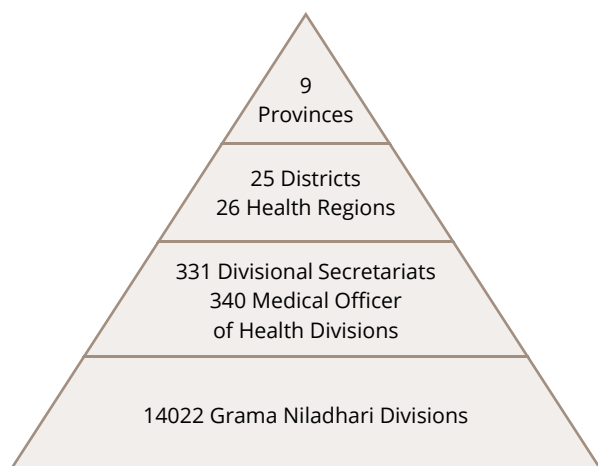 9
Provinces
25 Districts
26 Health Regions
331 Divisional Secretariats
340 Medical Officer
of Health Divisions
14022 Grama Niladhari Divisions